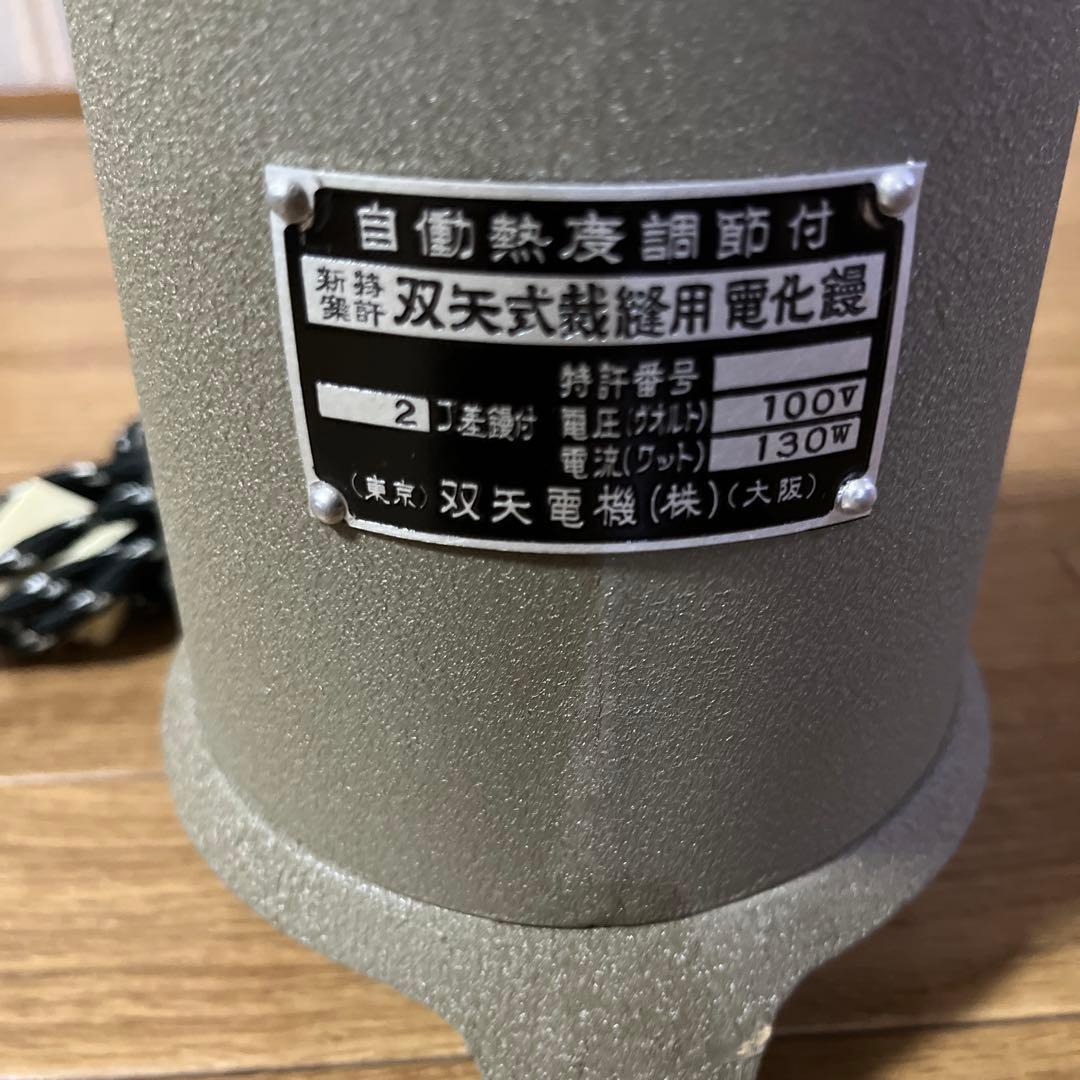 自働熱度調節付
新案特許 双矢式裁縫用電化鏝
特許番号
2丁差鏝付 電圧(ヴオルト) 100V
電流(ワット) 130W
(東京) 双矢電機(株) (大阪)